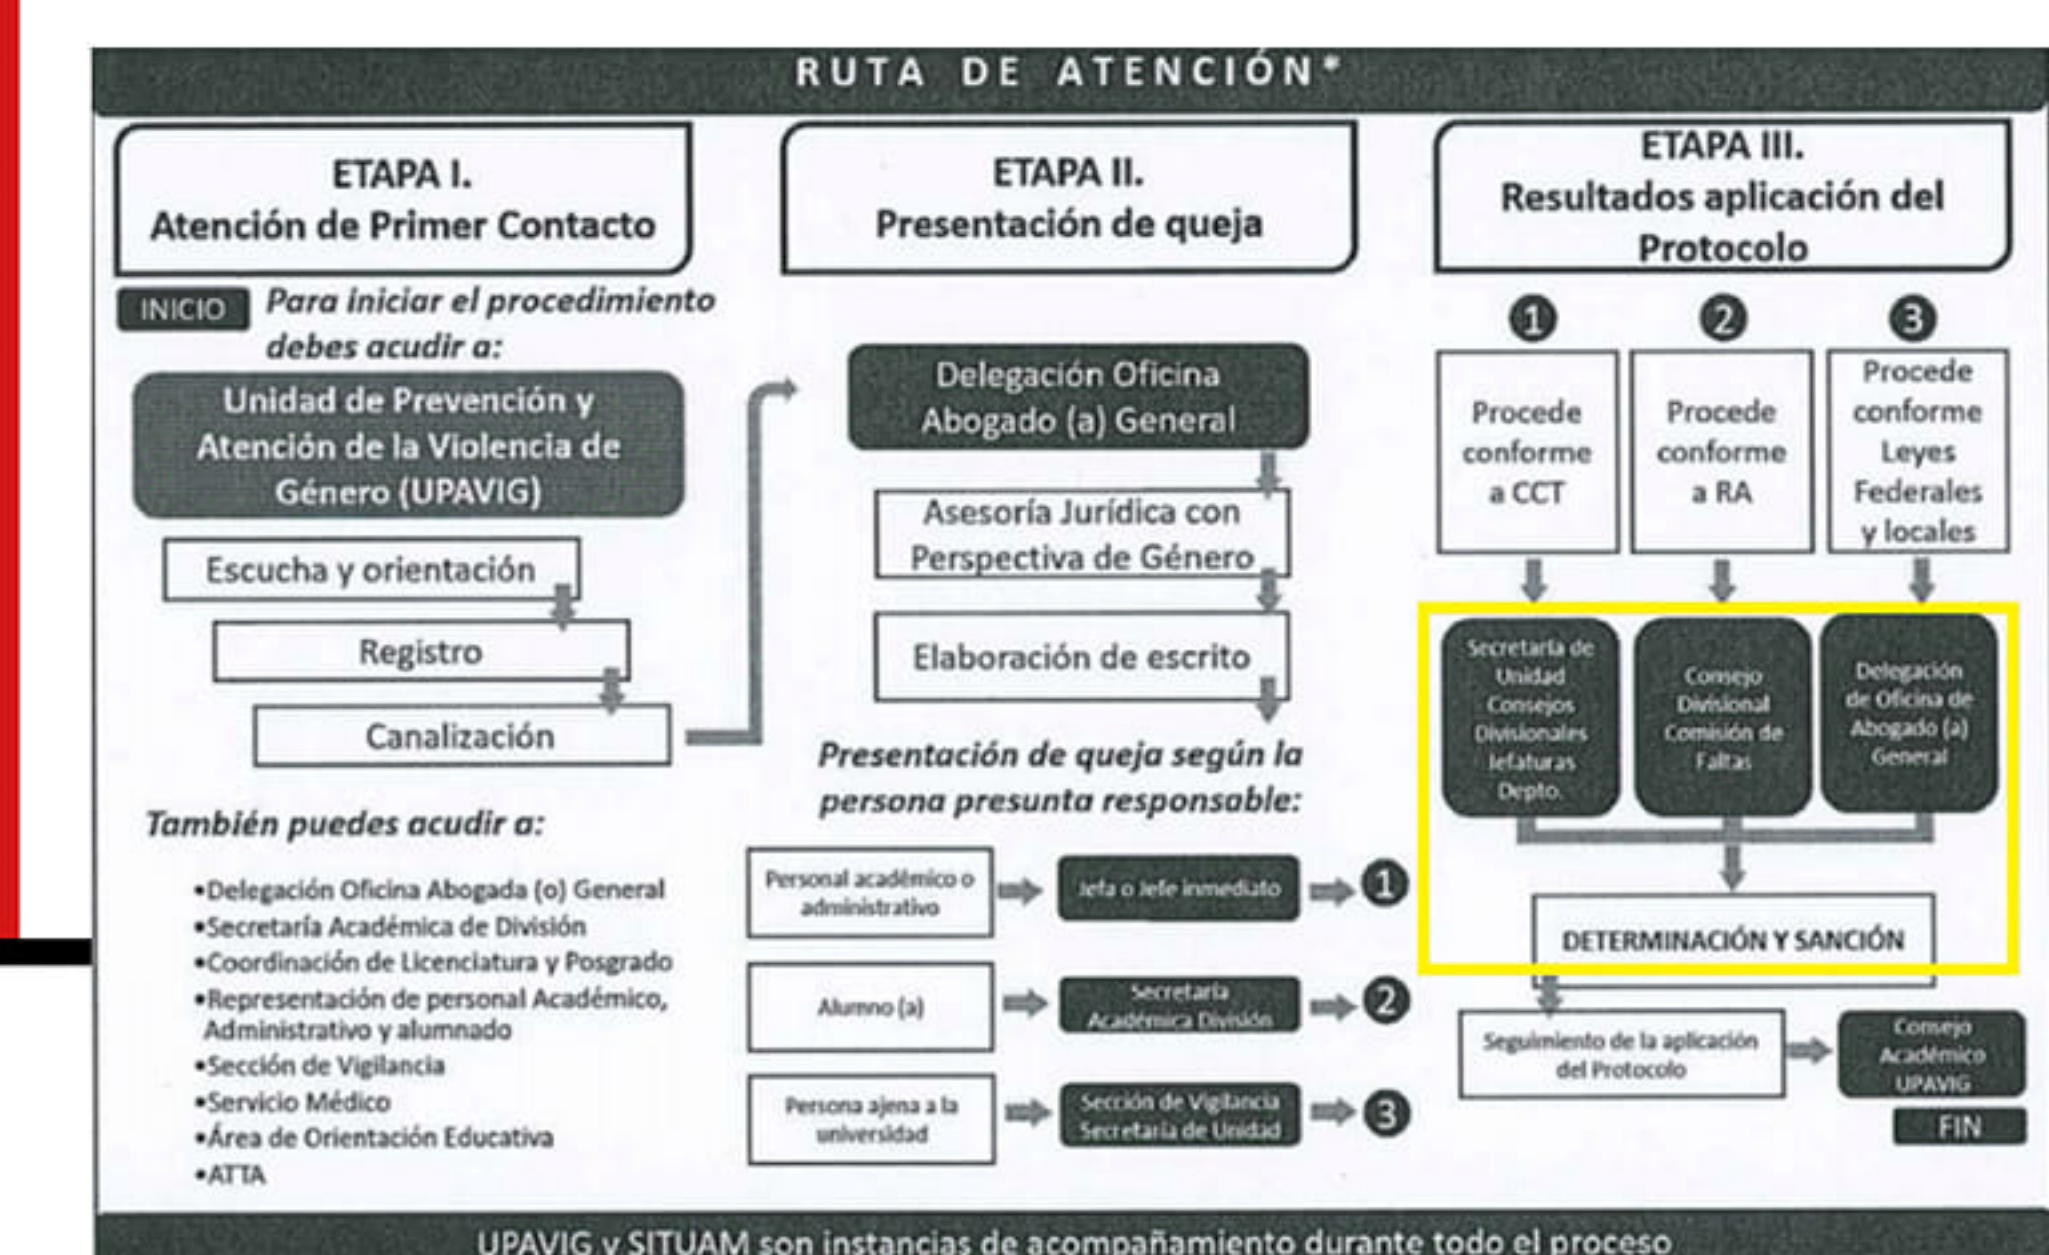 RUTA DE ATENCIÓN*
ETAPA I.
Atención de Primer Contacto
INICIO
Para iniciar el procedimiento
debes acudir a:
Unidad de Prevención y
Atención de la Violencia de
Género (UPAVIG)
Escucha y orientación
Registro
Canalización
También puedes acudir a:
•Delegación Oficina Abogada (o) General
•Secretaría Académica de División
•Coordinación de Licenciatura y Posgrado
•Representación de personal Académico,
Administrativo y alumnado
•Sección de Vigilancia
•Servicio Médico
•Área de Orientación Educativa
•ATTA
ETAPA II.
Presentación de queja
Delegación Oficina
Abogado (a) General
Asesoría Jurídica con
Perspectiva de Género
Elaboración de escrito
Presentación de queja según la
persona presunta responsable:
Personal académico o
administrativo
Jefa o Jefe inmediato
1
Alumno (a)
Secretaría
Académica División
2
Persona ajena a la
universidad
Sección de Vigilancia
Secretaría de Unidad
3
ETAPA III.
Resultados aplicación del
Protocolo
1
Procede
conforme
a CCT
2
Procede
conforme
a RA
3
Procede
conforme
Leyes
Federales
y locales
Secretaría de
Unidad
Consejos
Divisionales
Jefaturas
Depto.
Consejo
Divisional
Comisión de
Faltas
Delegación
de Oficina de
Abogado (a)
General
DETERMINACIÓN Y SANCIÓN
Seguimiento de la aplicación
del Protocolo
Consejo
Académico
UPAVIG
FIN
UPAVIG y SITUAM son instancias de acompañamiento durante todo el proceso